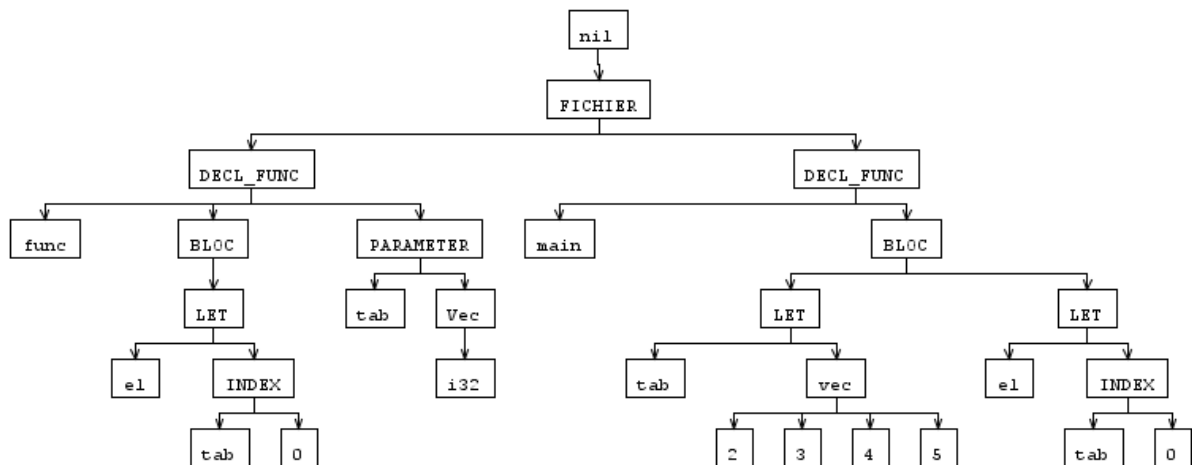 nil
FICHIER
DECL_FUNC DECL_FUNC
func BLOC PARAMETER main BLOC
LET tab Vec LET LET
el INDEX i32 tab vec el INDEX
tab 0 2 3 4 5 tab 0